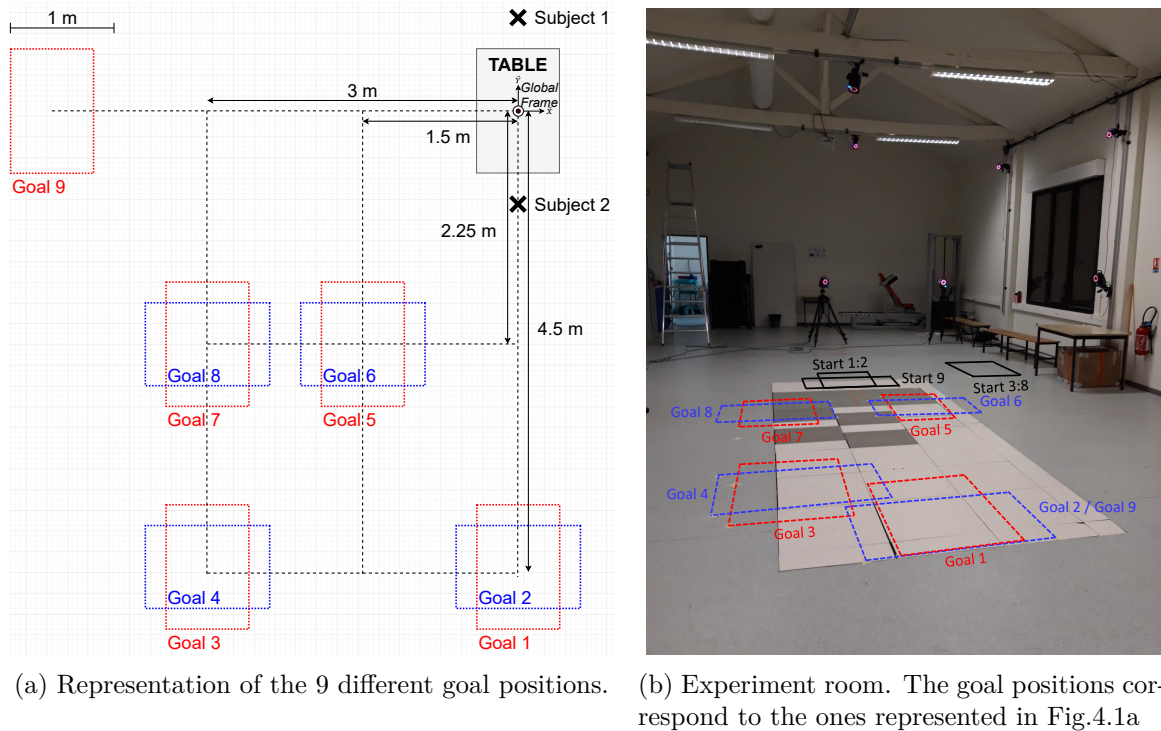 1 m
Subject 1
TABLE
y
Global
Frame
x
3 m
1.5 m
Goal 9
Subject 2
2.25 m
4.5 m
Goal 8
Goal 6
Goal 7
Goal 5
Goal 4
Goal 2
Goal 3
Goal 1
(a) Representation of the 9 different goal positions.
Start 1:2
Start 9
Start 3:8
Goal 8
Goal 6
Goal 7
Goal 5
Goal 4
Goal 2 / Goal 9
Goal 3
Goal 1
(b) Experiment room. The goal positions cor-
respond to the ones represented in Fig.4.1a